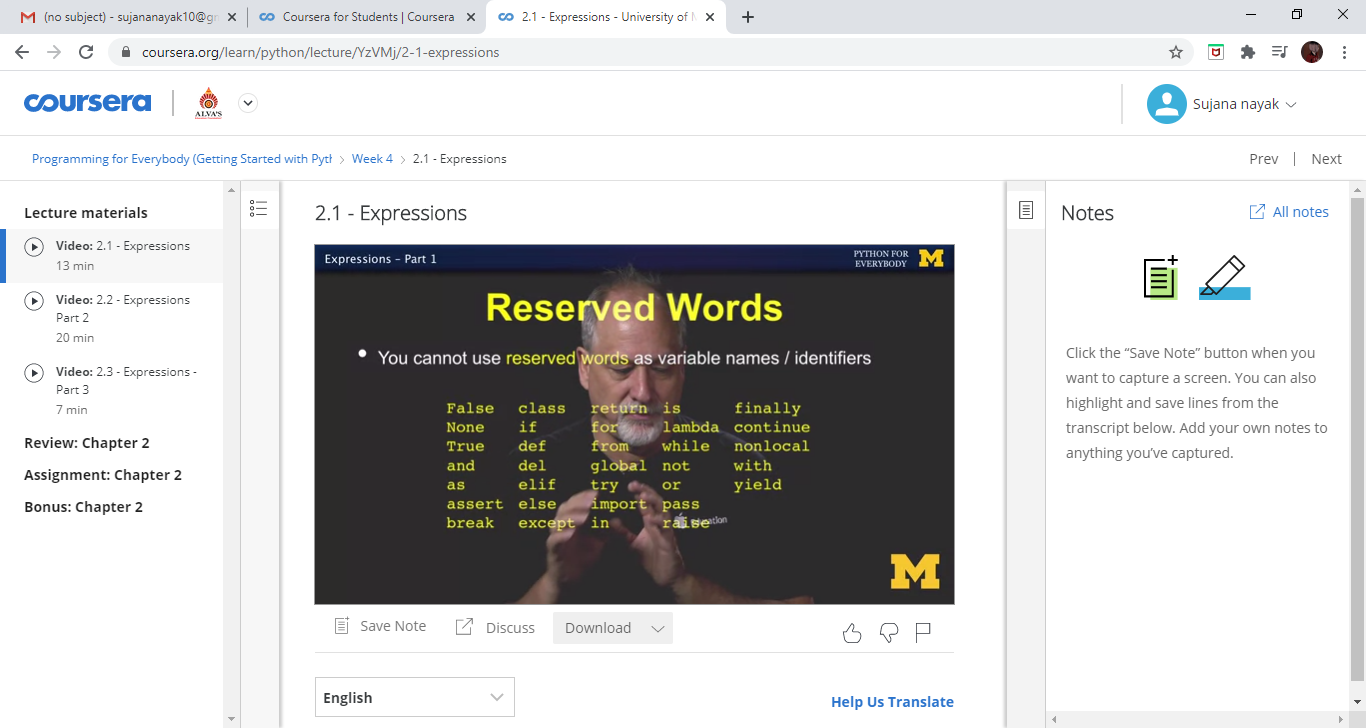 (no subject) - sujananayak10@g
Coursera for Students | Coursera
2.1 - Expressions - University of M
coursera.org/learn/python/lecture/YzVMj/2-1-expressions
coursera
ALVA'S
Sujana nayak
Programming for Everybody (Getting Started with Pyth
Week 4
2.1 - Expressions
Prev | Next
Lecture materials
Video: 2.1 - Expressions
13 min
Video: 2.2 - Expressions
Part 2
20 min
Video: 2.3 - Expressions -
Part 3
7 min
Review: Chapter 2
Assignment: Chapter 2
Bonus: Chapter 2
2.1 - Expressions
Expressions – Part 1
PYTHON FOR
EVERYBODY
M
Reserved Words
• You cannot use reserved words as variable names / identifiers
False class return is finally
None if for lambda continue
True def from while nonlocal
and del global not with
as elif try or yield
assert else import pass
break except in raise
M
Save Note
Discuss
Download
English
Help Us Translate
Notes
All notes
Click the “Save Note” button when you
want to capture a screen. You can also
highlight and save lines from the
transcript below. Add your own notes to
anything you’ve captured.